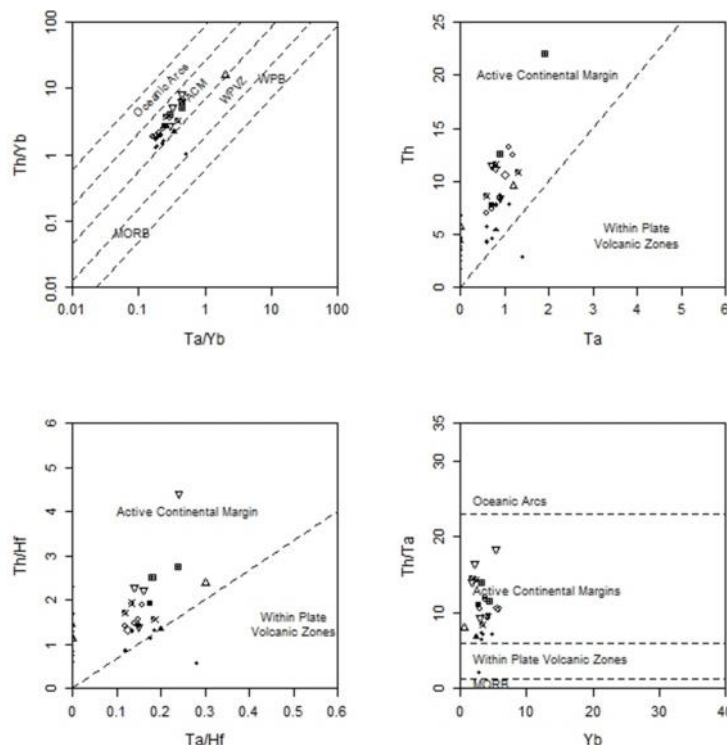 100
10
1
0.1
0.01
Th/Yb
Oceanic Arcs
ACM
WPVZ
WPB
MORB
0.01
0.1
1
10
100
Ta/Yb
25
20
15
10
5
0
Th
Active Continental Margin
Within Plate
Volcanic Zones
0
1
2
3
4
5
6
Ta
6
5
4
3
2
1
0
Th/Hf
Active Continental Margin
Within Plate
Volcanic Zones
0
0.1
0.2
0.3
0.4
0.5
0.6
Ta/Hf
35
30
20
10
5
0
Th/Ta
Oceanic Arcs
Active Continental Margins
Within Plate Volcanic Zones
MORB
0
10
20
30
40
Yb